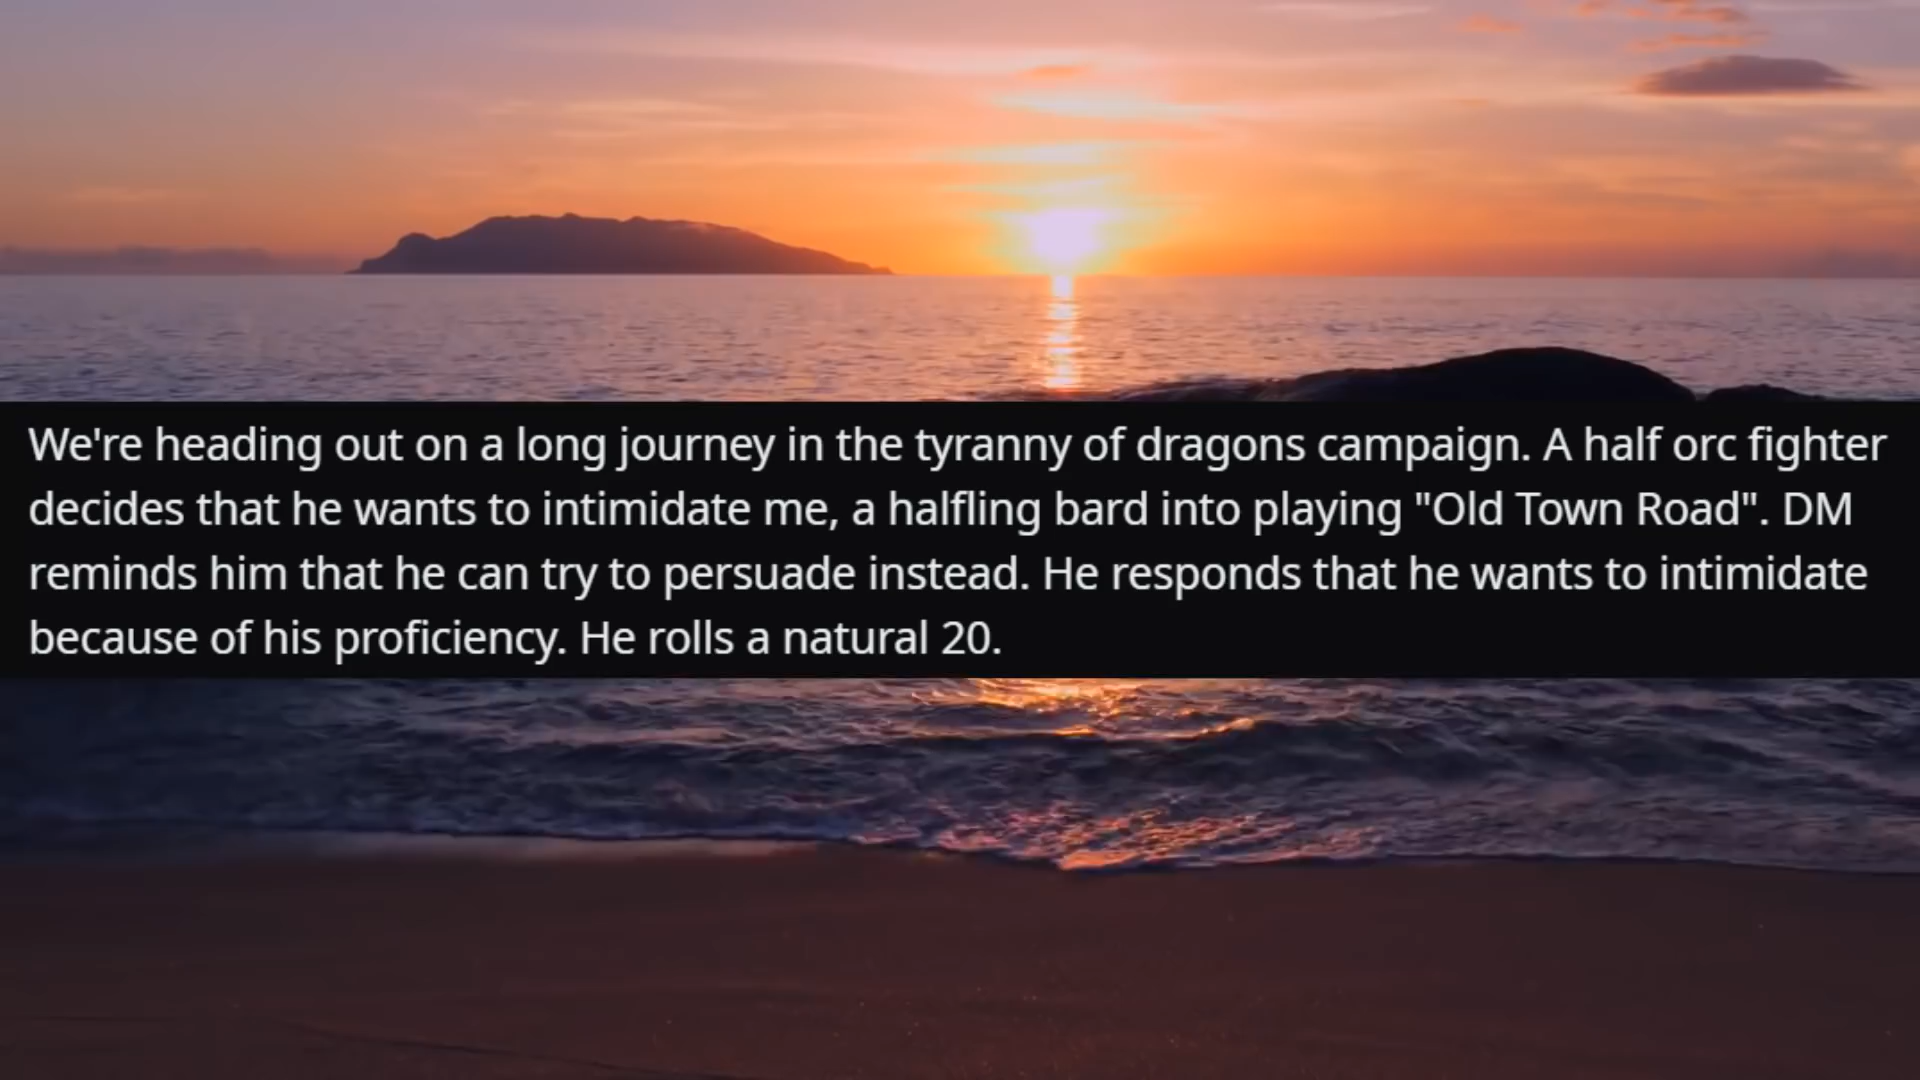 We're heading out on a long journey in the tyranny of dragons campaign. A half orc fighter
decides that he wants to intimidate me, a halfling bard into playing "Old Town Road". DM
reminds him that he can try to persuade instead. He responds that he wants to intimidate
because of his proficiency. He rolls a natural 20.